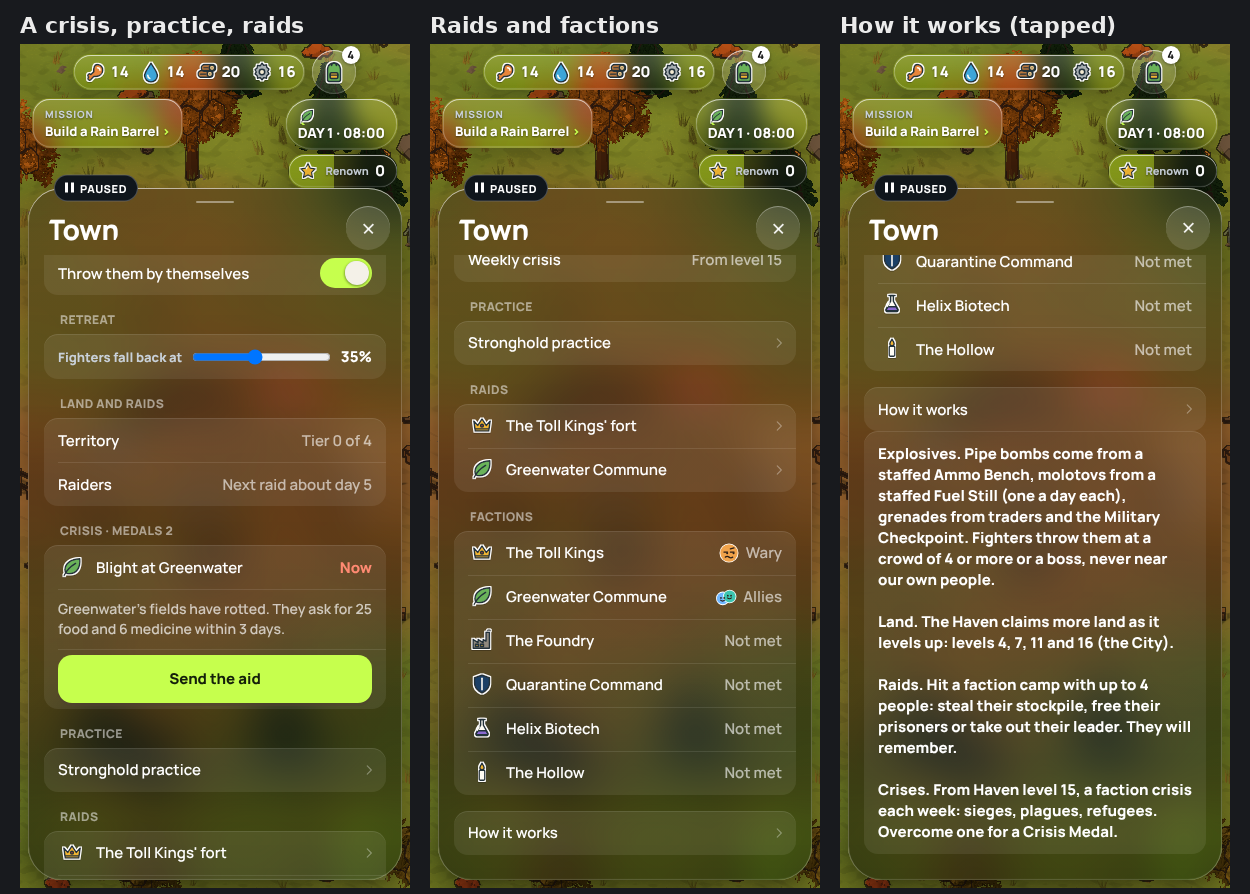 A crisis, practice, raids
14
14
20
16
4
MISSION
Build a Rain Barrel ›
DAY 1 · 08:00
Renown 0
PAUSED
Town
Throw them by themselves
RETREAT
Fighters fall back at 35%
LAND AND RAIDS
Territory Tier 0 of 4
Raiders Next raid about day 5
CRISIS · MEDALS 2
Blight at Greenwater Now
Greenwater's fields have rotted. They ask for 25
food and 6 medicine within 3 days.
Send the aid
PRACTICE
Stronghold practice
RAIDS
The Toll Kings' fort
Raids and factions
14
14
20
16
4
MISSION
Build a Rain Barrel ›
DAY 1 · 08:00
Renown 0
PAUSED
Town
Weekly crisis From level 15
PRACTICE
Stronghold practice
RAIDS
The Toll Kings' fort
Greenwater Commune
FACTIONS
The Toll Kings Wary
Greenwater Commune Allies
The Foundry Not met
Quarantine Command Not met
Helix Biotech Not met
The Hollow Not met
How it works
How it works (tapped)
14
14
20
16
4
MISSION
Build a Rain Barrel ›
DAY 1 · 08:00
Renown 0
PAUSED
Town
Quarantine Command Not met
Helix Biotech Not met
The Hollow Not met
How it works
Explosives. Pipe bombs come from a
staffed Ammo Bench, molotovs from a
staffed Fuel Still (one a day each),
grenades from traders and the Military
Checkpoint. Fighters throw them at a
crowd of 4 or more or a boss, never near
our own people.
Land. The Haven claims more land as it
levels up: levels 4, 7, 11 and 16 (the City).
Raids. Hit a faction camp with up to 4
people: steal their stockpile, free their
prisoners or take out their leader. They will
remember.
Crises. From Haven level 15, a faction crisis
each week: sieges, plagues, refugees.
Overcome one for a Crisis Medal.